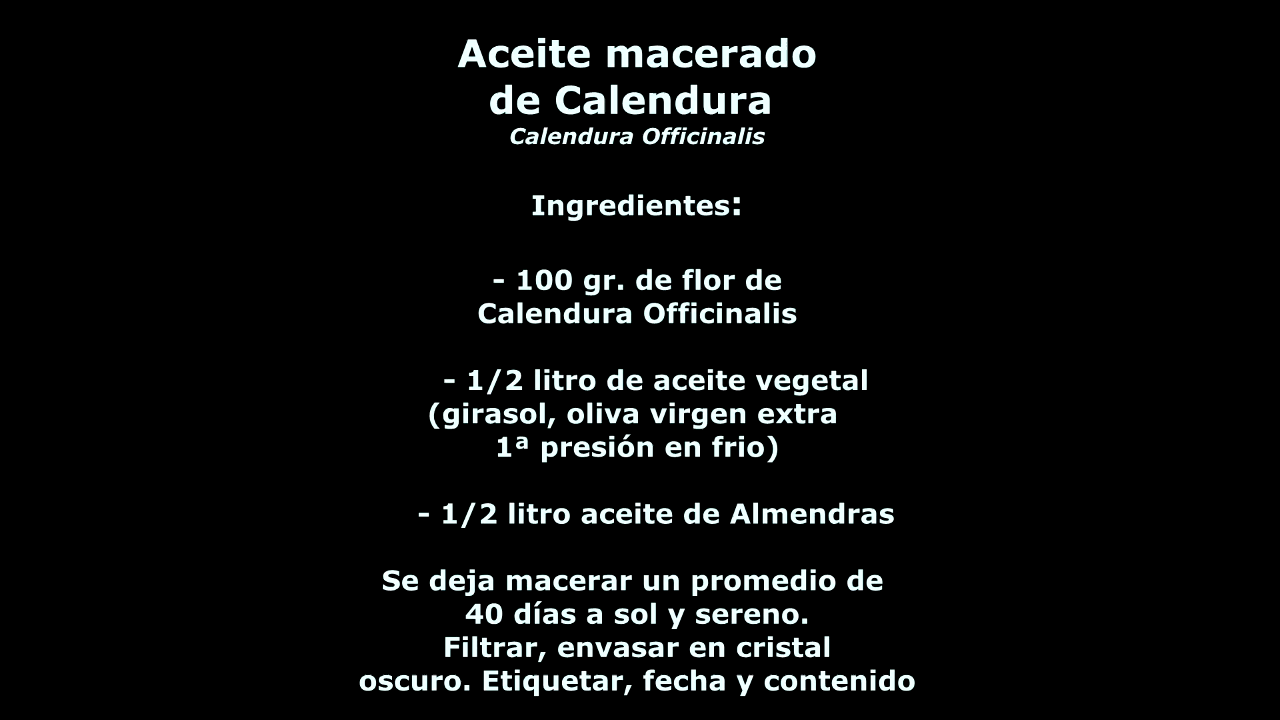 Aceite macerado
de Calendura
Calendura Officinalis
Ingredientes:
- 100 gr. de flor de
Calendura Officinalis
- 1/2 litro de aceite vegetal
(girasol, oliva virgen extra
1ª presión en frio)
- 1/2 litro aceite de Almendras
Se deja macerar un promedio de
40 días a sol y sereno.
Filtrar, envasar en cristal
oscuro. Etiquetar, fecha y contenido